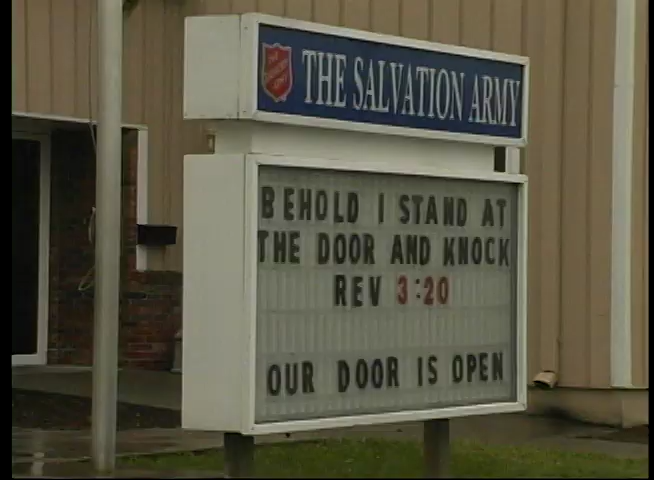 THE SALVATION ARMY
BEHOLD I STAND AT
THE DOOR AND KNOCK
REV 3:20
OUR DOOR IS OPEN